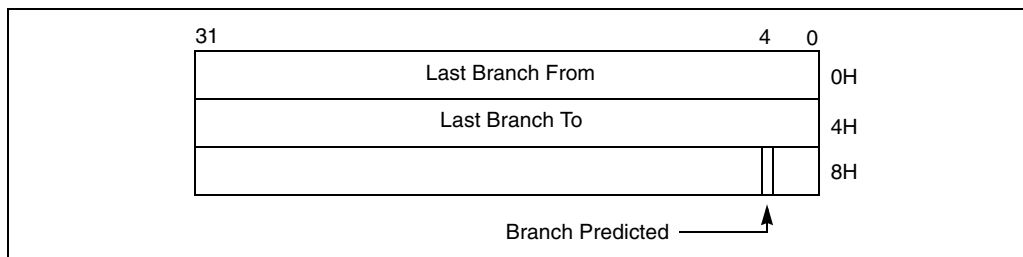 31 4 0
Last Branch From 0H
Last Branch To 4H
8H
Branch Predicted